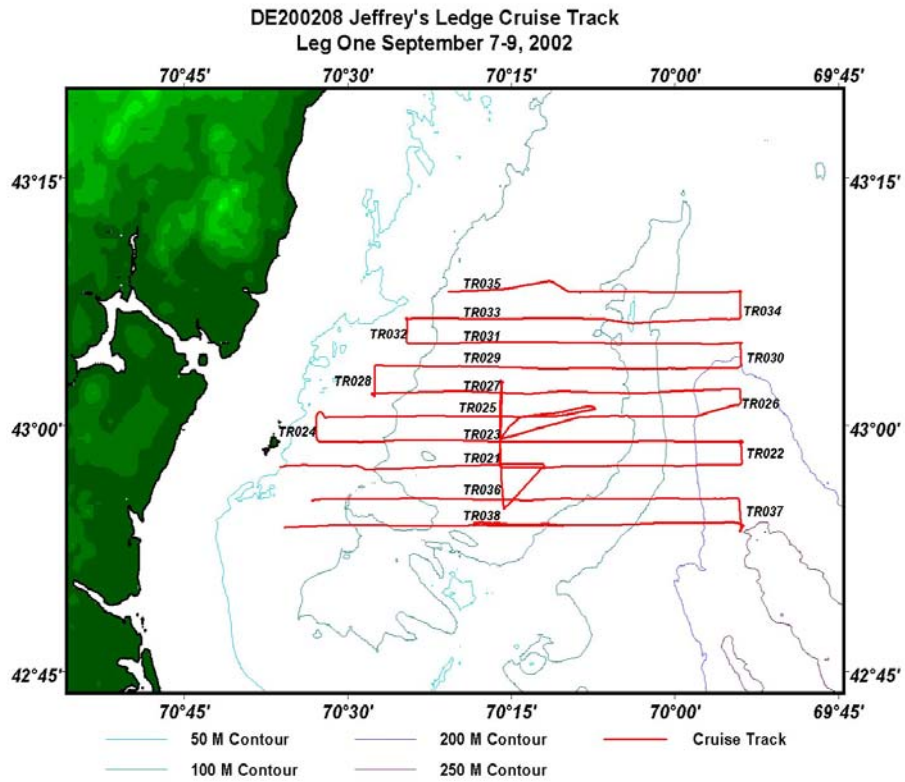 DE200208 Jeffrey's Ledge Cruise Track
Leg One September 7-9, 2002
70°45' 70°30' 70°15' 70°00' 69°45'
43°15' 43°15'
TR035
TR034
TR033
TR032 TR031
TR030
TR029
TR028 TR027
TR026
TR025
TR024 TR023
TR022
TR021
TR036
TR037
TR038
43°00' 43°00'
42°45' 42°45'
70°45' 70°30' 70°15' 70°00' 69°45'
50 M Contour 200 M Contour Cruise Track
100 M Contour 250 M Contour